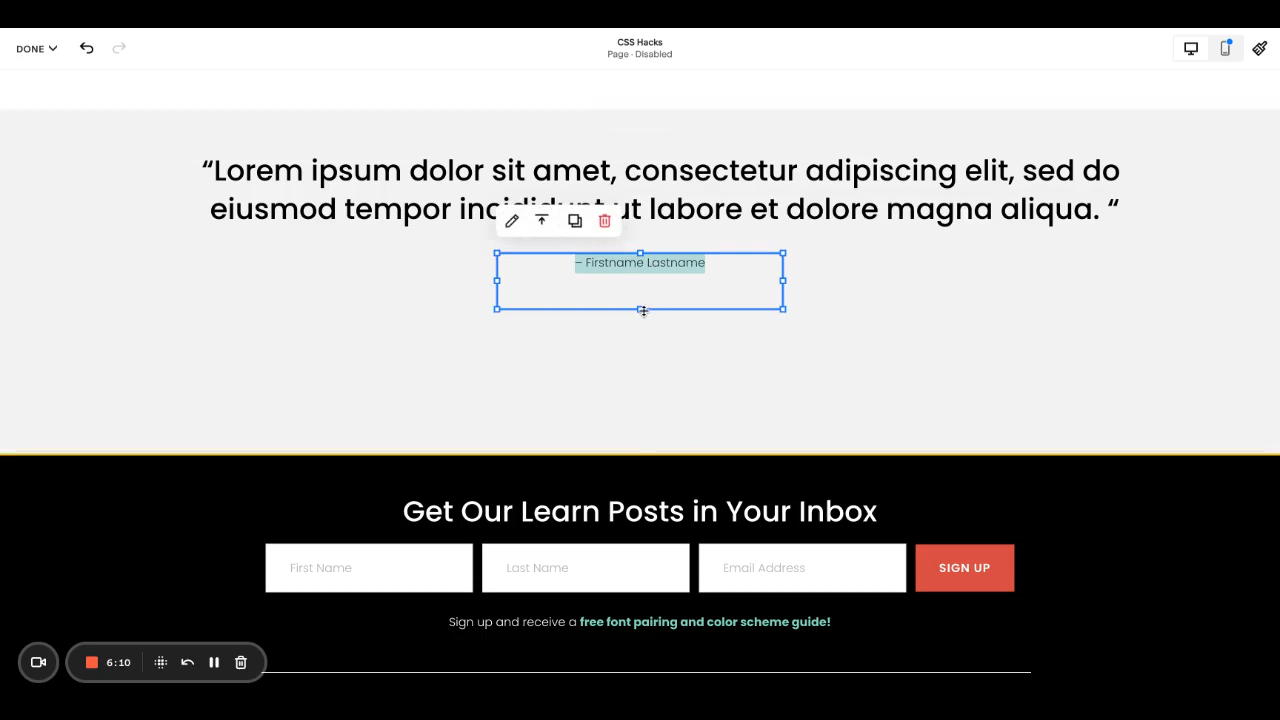 DONE
CSS Hacks
Page · Disabled
“Lorem ipsum dolor sit amet, consectetur adipiscing elit, sed do
eiusmod tempor incididunt ut labore et dolore magna aliqua. “
– Firstname Lastname
Get Our Learn Posts in Your Inbox
First Name
Last Name
Email Address
SIGN UP
Sign up and receive a free font pairing and color scheme guide!
6:10